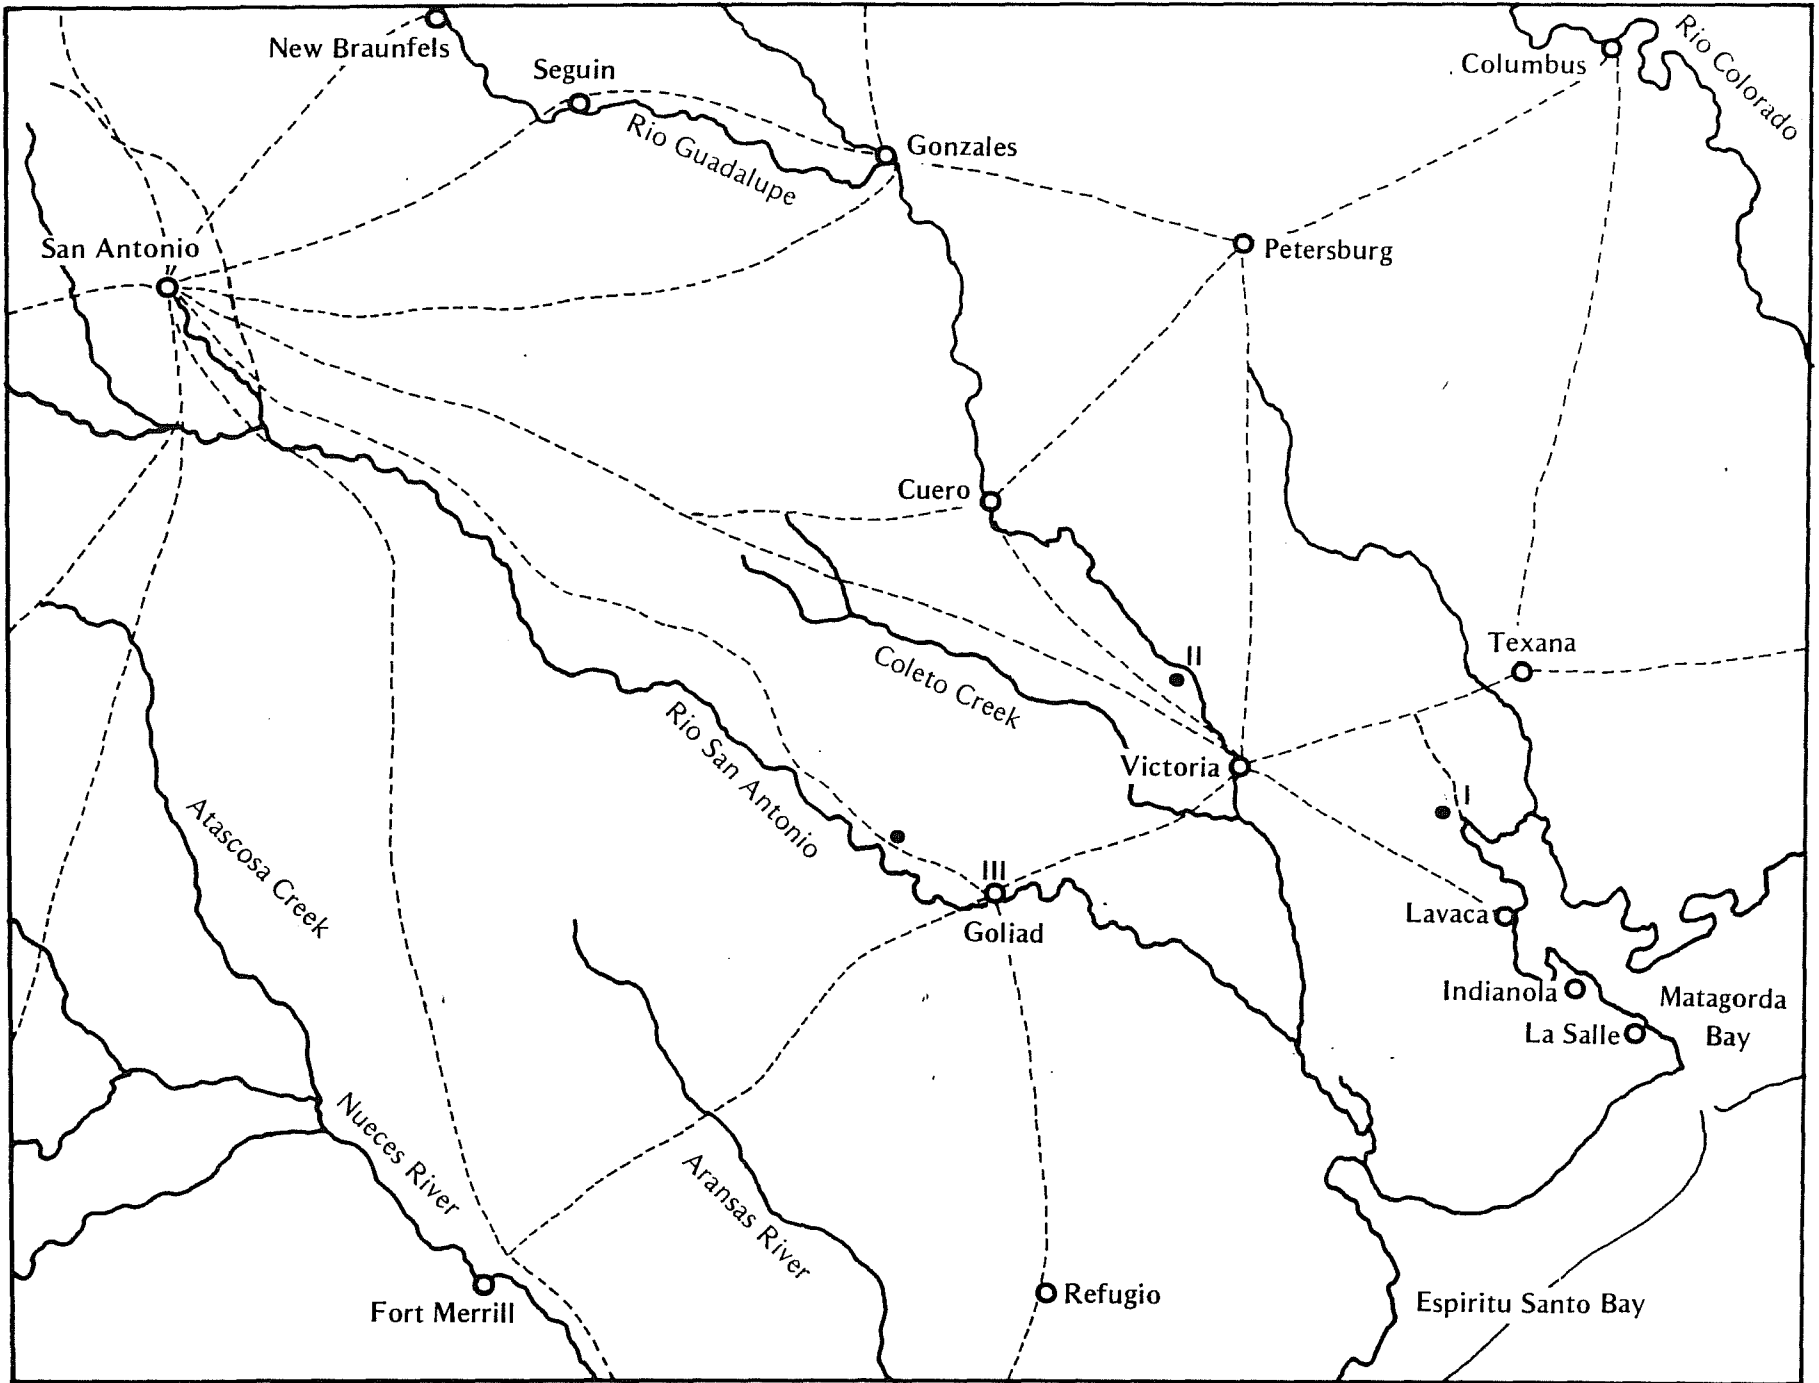 New Braunfels
Seguin
Columbus
Rio Colorado
Rio Guadalupe
Gonzales
San Antonio
Petersburg
Cuero
II
Texana
Coleto Creek
Rio San Antonio
Victoria
I
Atascosa Creek
III
Goliad
Lavaca
Indianola
La Salle
Matagorda
Bay
Nueces River
Aransas River
Refugio
Fort Merrill
Espiritu Santo Bay